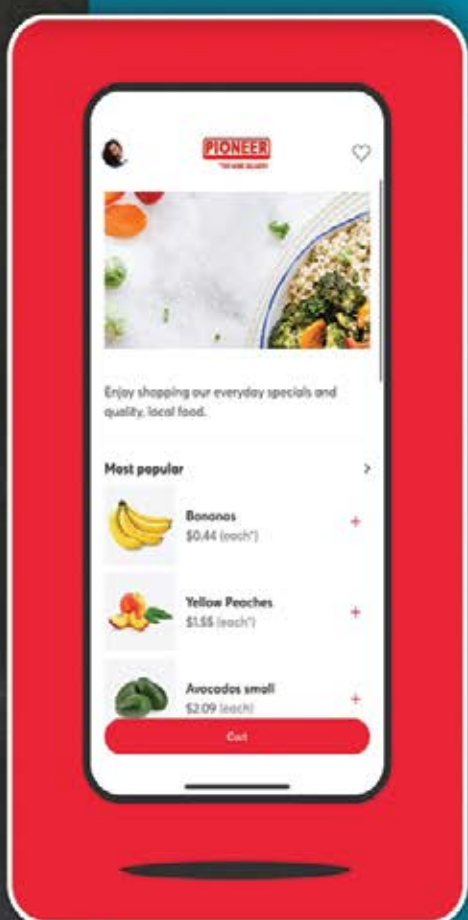 PIONEER
Enjoy shopping our everyday specials and
quality, local food.
Most popular
Bananas
$0.44 (each*)
Yellow Peaches
$1.55 (each*)
Avocados small
$2.09 (each)
Cart